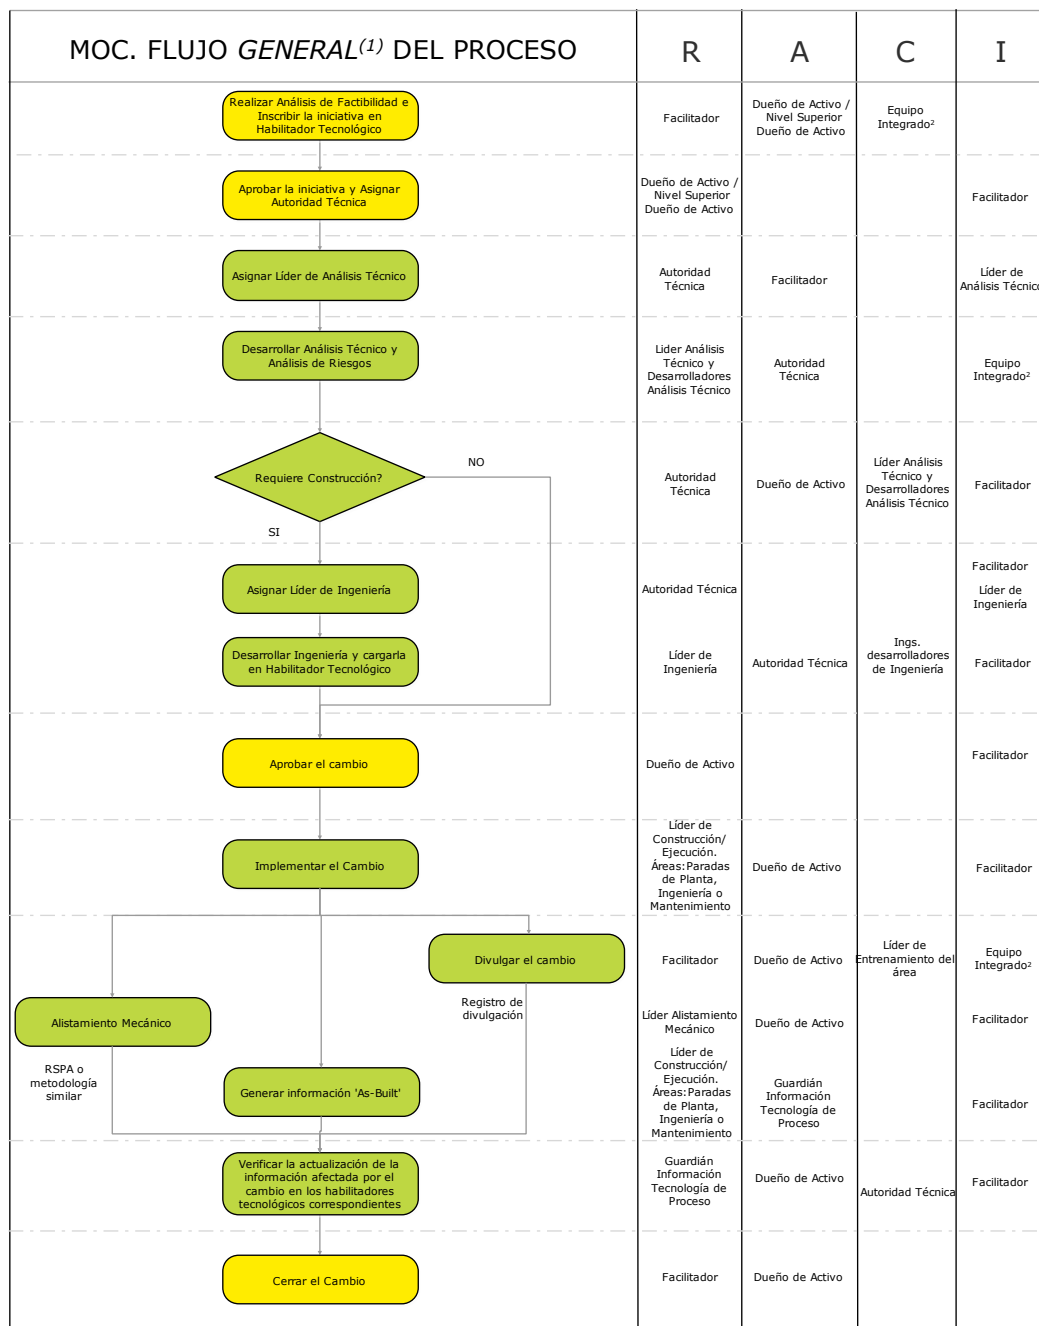 MOC. FLUJO GENERAL(1) DEL PROCESO
R
A
C
I
Realizar Análisis de Factibilidad e
Inscribir la iniciativa en
Habilitador Tecnológico
Facilitador
Dueño de Activo /
Nivel Superior
Dueño de Activo
Equipo
Integrado²
Aprobar la iniciativa y Asignar
Autoridad Técnica
Dueño de Activo /
Nivel Superior
Dueño de Activo
Facilitador
Asignar Líder de Análisis Técnico
Autoridad
Técnica
Facilitador
Líder de
Análisis Técnico
Desarrollar Análisis Técnico y
Análisis de Riesgos
Lider Análisis
Técnico y
Desarrolladores
Análisis Técnico
Autoridad
Técnica
Equipo
Integrado²
Requiere Construcción?
NO
SI
Autoridad
Técnica
Dueño de Activo
Líder Análisis
Técnico y
Desarrolladores
Análisis Técnico
Facilitador
Asignar Líder de Ingeniería
Autoridad Técnica
Facilitador
Líder de
Ingeniería
Desarrollar Ingeniería y cargarla
en Habilitador Tecnológico
Líder de
Ingeniería
Autoridad Técnica
Ings.
desarrolladores
de Ingeniería
Facilitador
Aprobar el cambio
Dueño de Activo
Facilitador
Implementar el Cambio
Líder de
Construcción/
Ejecución.
Áreas:Paradas
de Planta,
Ingeniería o
Mantenimiento
Dueño de Activo
Facilitador
Divulgar el cambio
Registro de
divulgación
Facilitador
Dueño de Activo
Líder de
Entrenamiento del
área
Equipo
Integrado²
Alistamiento Mecánico
RSPA o
metodología
similar
Líder Alistamiento
Mecánico
Dueño de Activo
Facilitador
Generar información 'As-Built'
Líder de
Construcción/
Ejecución.
Áreas:Paradas
de Planta,
Ingeniería o
Mantenimiento
Guardián
Información
Tecnología de
Proceso
Facilitador
Verificar la actualización de la
información afectada por el
cambio en los habilitadores
tecnológicos correspondientes
Guardián
Información
Tecnología de
Proceso
Dueño de Activo
Autoridad Técnica
Facilitador
Cerrar el Cambio
Facilitador
Dueño de Activo